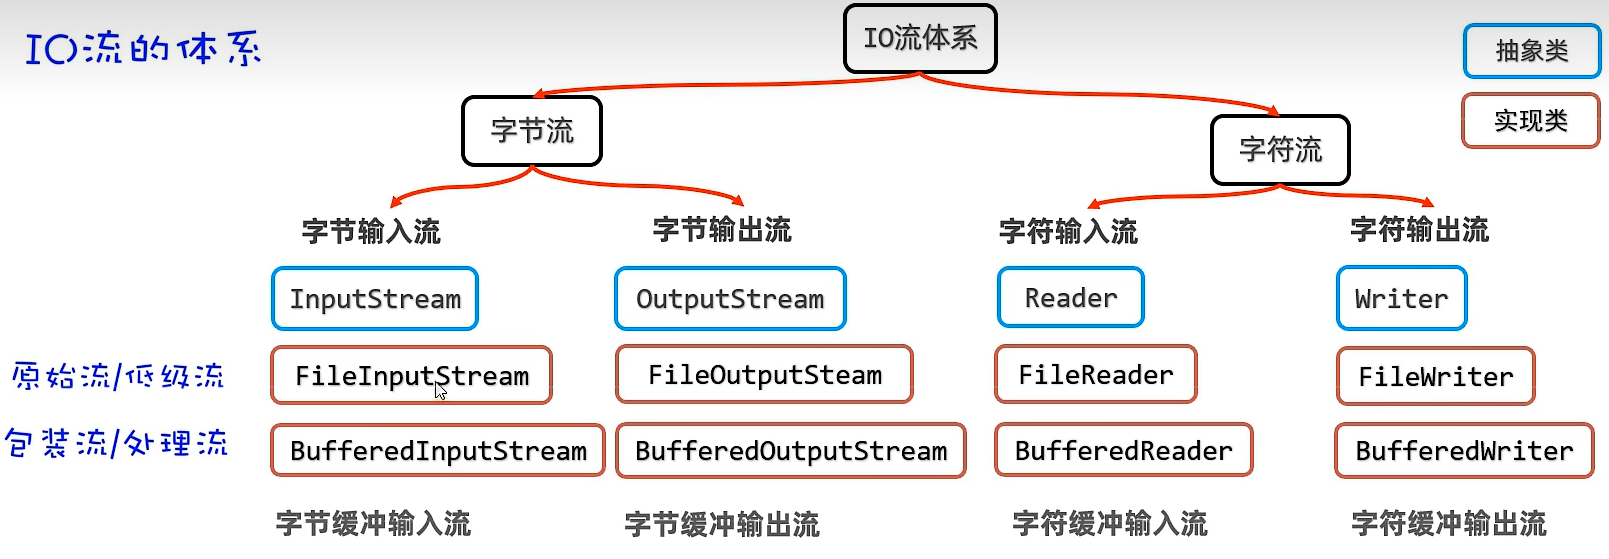 IO流的体系
IO流体系
抽象类
实现类
字节流
字符流
字节输入流
字节输出流
字符输入流
字符输出流
InputStream
OutputStream
Reader
Writer
原始流/低级流
FileInputStream
FileOutputSteam
FileReader
FileWriter
包装流/处理流
BufferedInputStream
BufferedOutputStream
BufferedReader
BufferedWriter
字节缓冲输入流
字节缓冲输出流
字符缓冲输入流
字符缓冲输出流